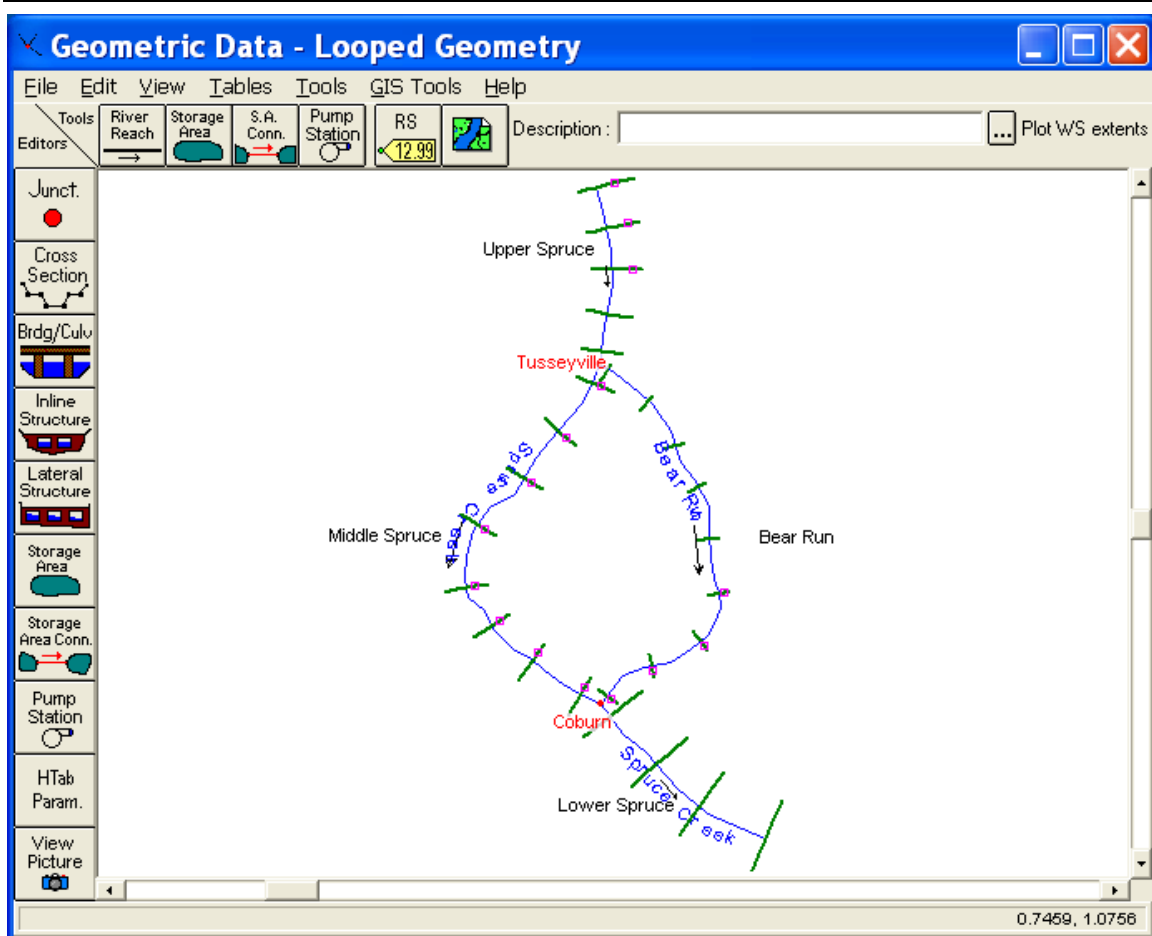 Geometric Data - Looped Geometry
File Edit View Tables Tools GIS Tools Help
Tools
Editors
River Reach
Storage Area
S.A. Conn.
Pump Station
RS
12.99
Description :
...
Plot WS extents
Junct.
Cross Section
Brdg/Culv
Inline Structure
Lateral Structure
Storage Area
Storage Area Conn.
Pump Station
HTab Param.
View Picture
Upper Spruce
Tusseyville
Spruce Creek
Bear Run
Middle Spruce
Bear Run
Coburn
Spruce Creek
Lower Spruce
0.7459, 1.0756